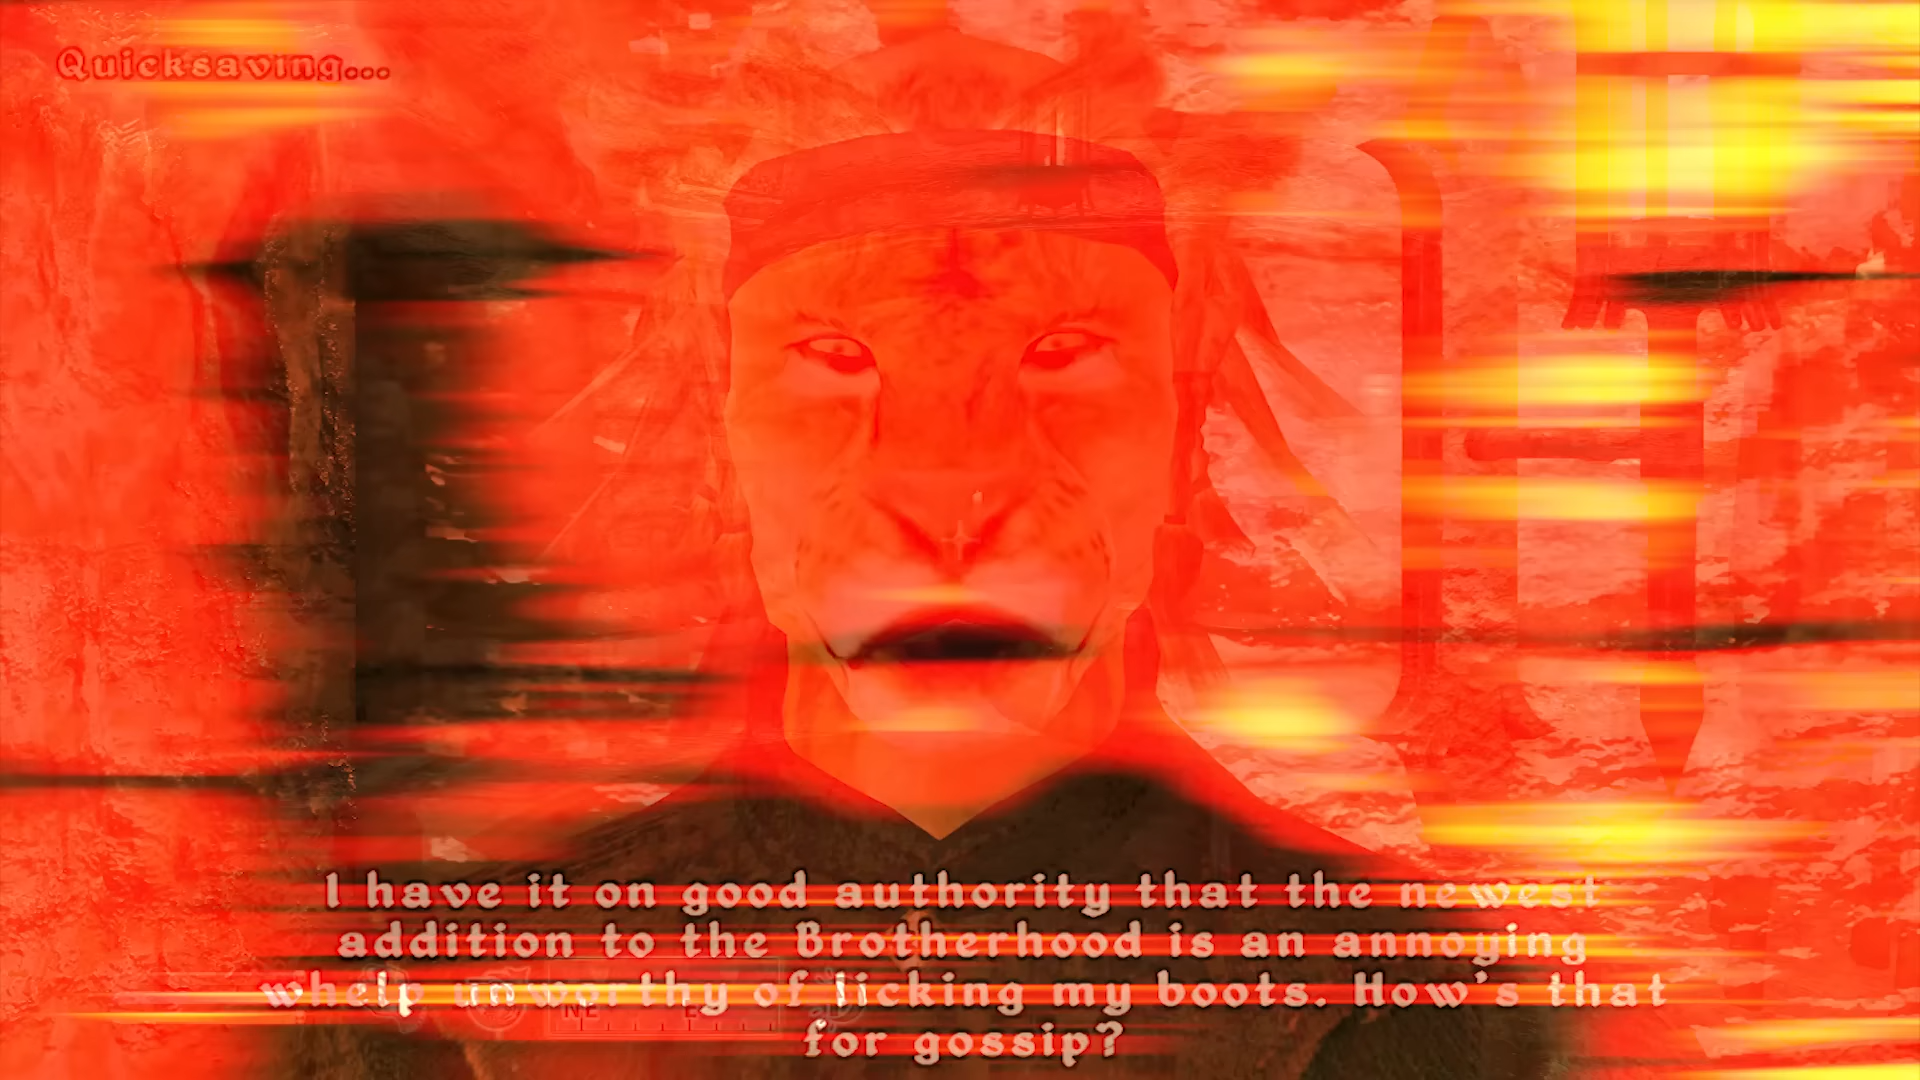 Quicksaving...
I have it on good authority that the newest
addition to the Brotherhood is an annoying
whelp unworthy of licking my boots. How's that
NE E
for gossip?